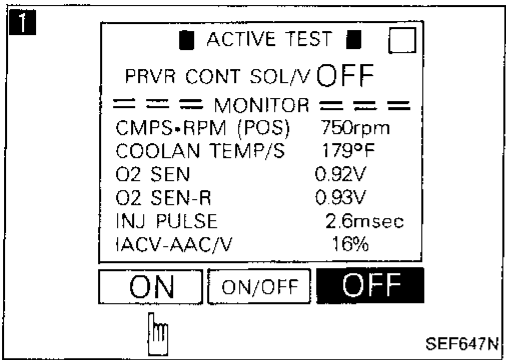 1
ACTIVE TEST
PRVR CONT SOL/V OFF
= = = MONITOR = = =
CMPS•RPM (POS) 750rpm
COOLAN TEMP/S 179°F
O2 SEN 0.92V
O2 SEN-R 0.93V
INJ PULSE 2.6msec
IACV-AAC/V 16%
ON ON/OFF OFF
SEF647N